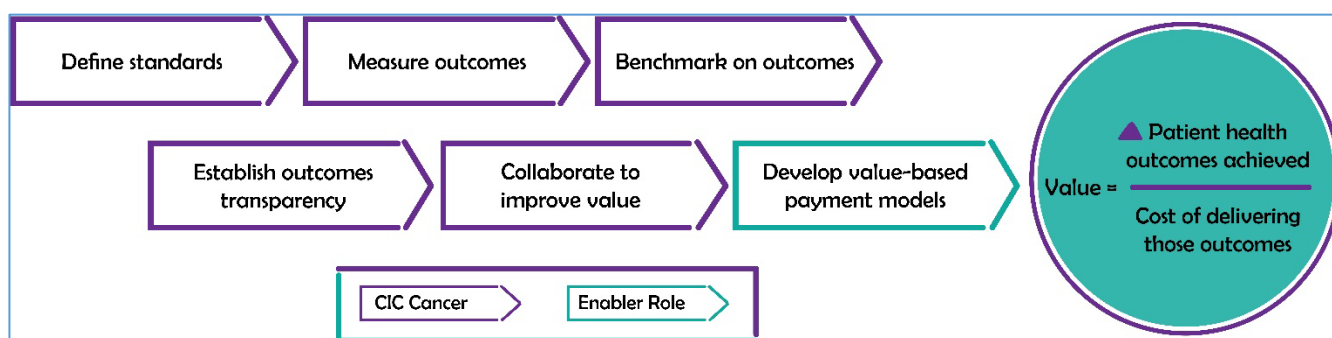 Define standards
Measure outcomes
Benchmark on outcomes
Establish outcomes
transparency
Collaborate to
improve value
Develop value-based
payment models
Value =
Patient health
outcomes achieved
Cost of delivering
those outcomes
CIC Cancer
Enabler Role